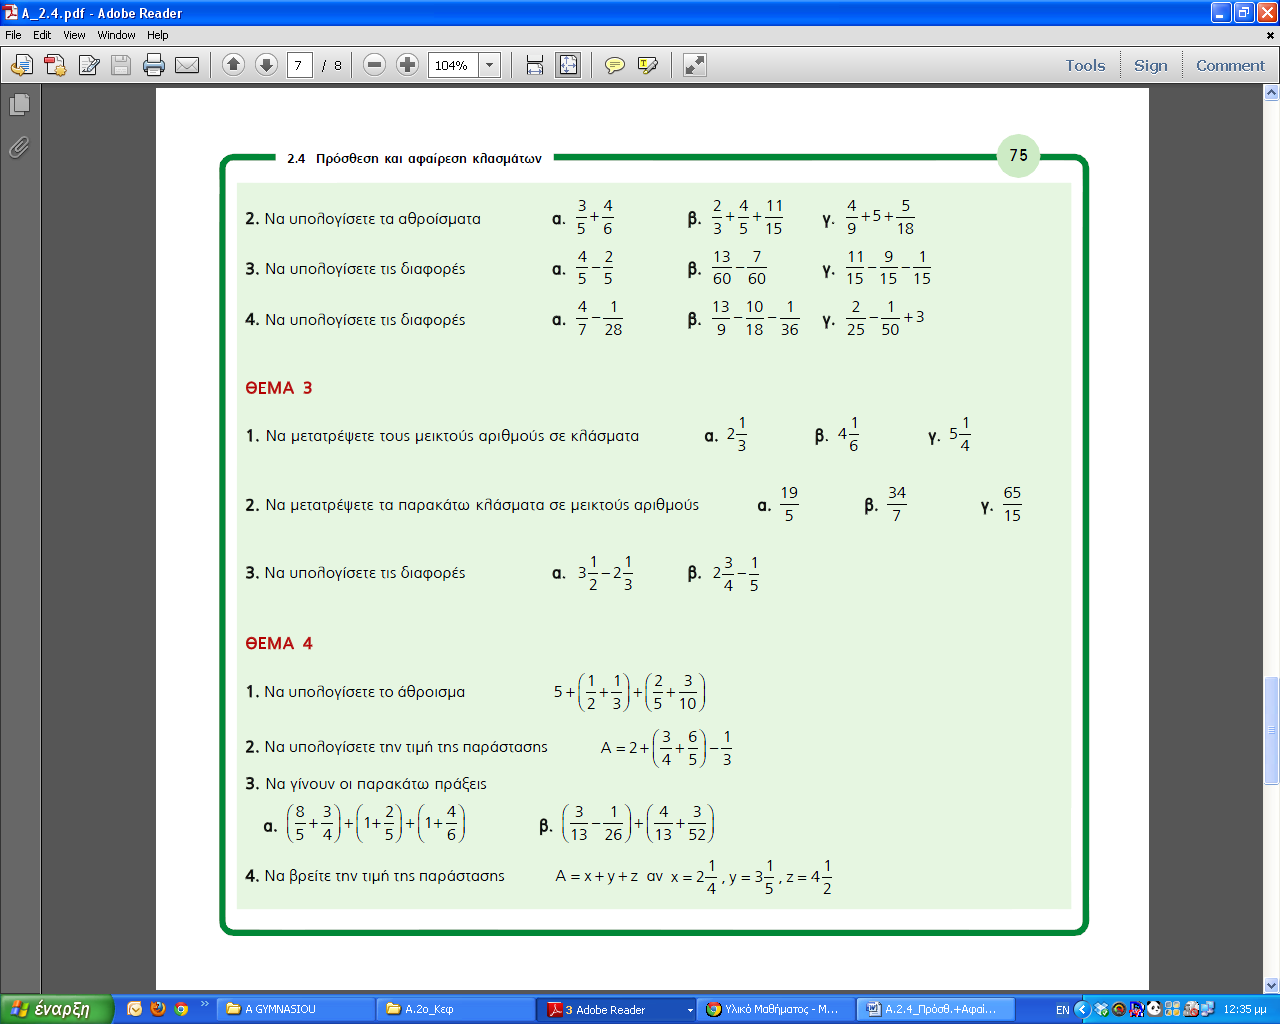 A_2.4.pdf - Adobe Reader
File Edit View Window Help
7 / 8 104% Tools Sign Comment
2.4 Πρόσθεση και αφαίρεση κλασμάτων 75
2. Να υπολογίσετε τα αθροίσματα α. 3/5 + 4/6 β. 2/3 + 4/5 + 11/15 γ. 4/9 + 5 + 5/18
3. Να υπολογίσετε τις διαφορές α. 4/5 − 2/5 β. 13/60 − 7/60 γ. 11/15 − 9/15 − 1/15
4. Να υπολογίσετε τις διαφορές α. 4/7 − 1/28 β. 13/9 − 10/18 − 1/36 γ. 2/25 − 1/50 + 3
ΘΕΜΑ 3
1. Να μετατρέψετε τους μεικτούς αριθμούς σε κλάσματα α. 2 1/3 β. 4 1/6 γ. 5 1/4
2. Να μετατρέψετε τα παρακάτω κλάσματα σε μεικτούς αριθμούς α. 19/5 β. 34/7 γ. 65/15
3. Να υπολογίσετε τις διαφορές α. 3 1/2 − 2 1/3 β. 2 3/4 − 1/5
ΘΕΜΑ 4
1. Να υπολογίσετε το άθροισμα 5 + (1/2 + 1/3) + (2/5 + 3/10)
2. Να υπολογίσετε την τιμή της παράστασης Α = 2 + (3/4 + 6/5) − 1/3
3. Να γίνουν οι παρακάτω πράξεις
α. (8/5 + 3/4) + (1 + 2/5) + (1 + 4/6) β. (3/13 − 1/26) + (4/13 + 3/52)
4. Να βρείτε την τιμή της παράστασης Α = x + y + z αν x = 2 1/4 , y = 3 1/5 , z = 4 1/2
έναρξη A GYMNASIOU Α.2ο_Κεφ 3 Adobe Reader Υλικό Μαθήματος - M... Α.2.4_Πρόσθ.+Αφαί... EN 12:35 μμ